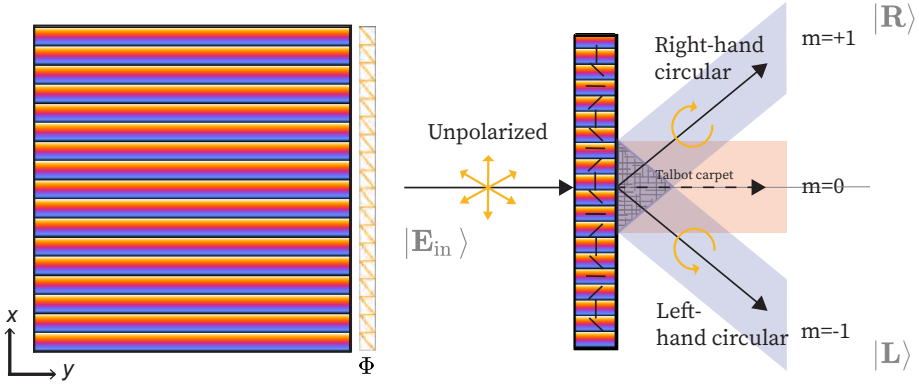 x
y
Φ
Unpolarized
|E_in⟩
Right-hand
circular
Talbot carpet
Left-
hand circular
m=+1
m=0
m=-1
|R⟩
|L⟩